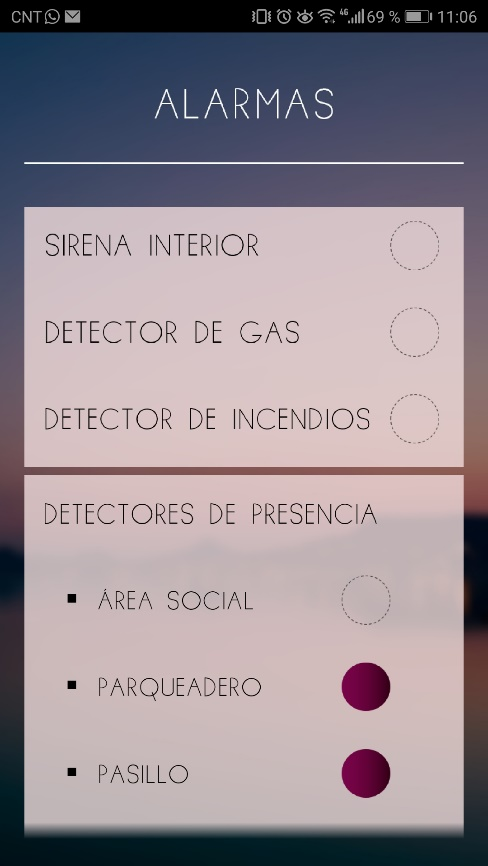 CNT 4G 69 % 11:06
ALARMAS
SIRENA INTERIOR
DETECTOR DE GAS
DETECTOR DE INCENDIOS
DETECTORES DE PRESENCIA
▪ ÁREA SOCIAL
▪ PARQUEADERO
▪ PASILLO